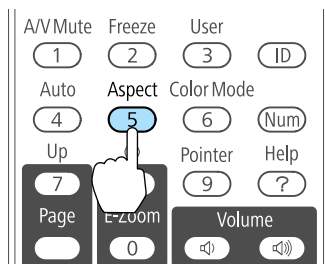 A/V Mute Freeze User
1 2 3 ID
Auto Aspect Color Mode
4 5 6 Num
Up Pointer Help
7 9 ?
Page E-Zoom Volume
0